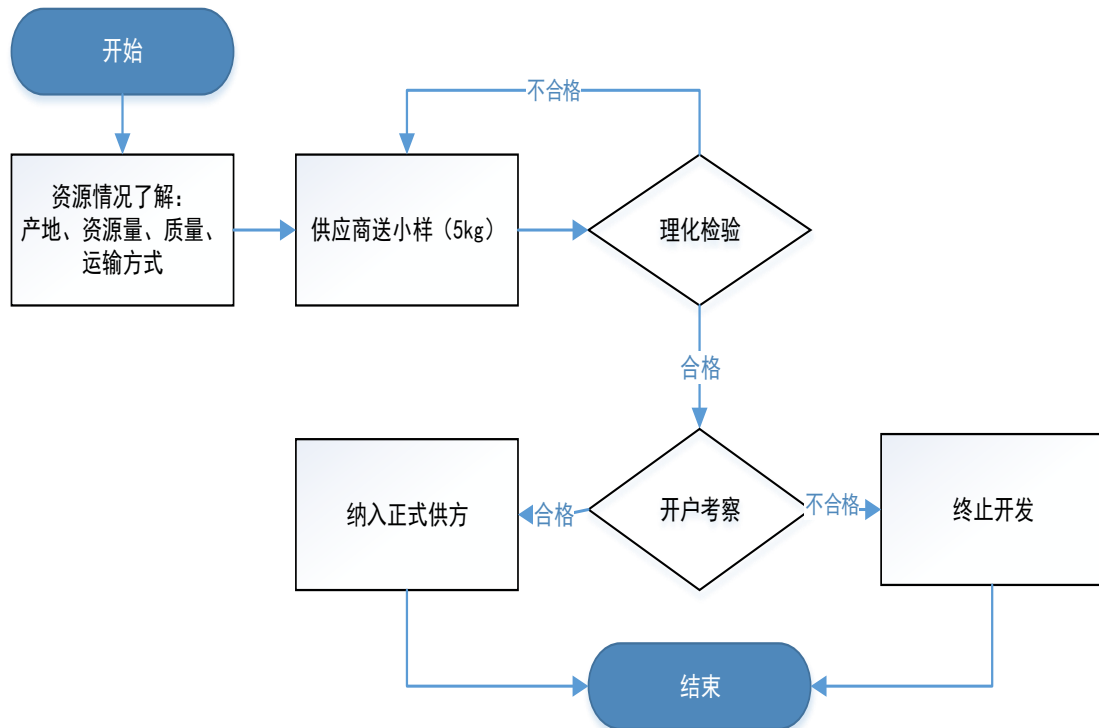 开始
不合格
资源情况了解：
产地、资源量、质量、
运输方式
供应商送小样（5kg）
理化检验
合格
纳入正式供方
合格
开户考察
不合格
终止开发
结束